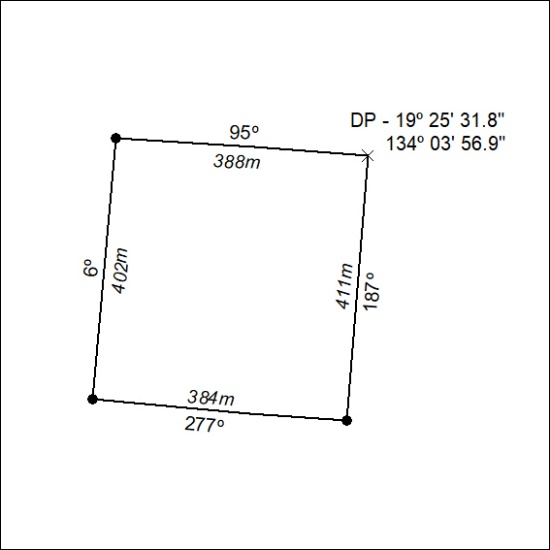 DP - 19º 25' 31.8"
134º 03' 56.9"
95º
388m
6º
402m
411m
187º
384m
277º